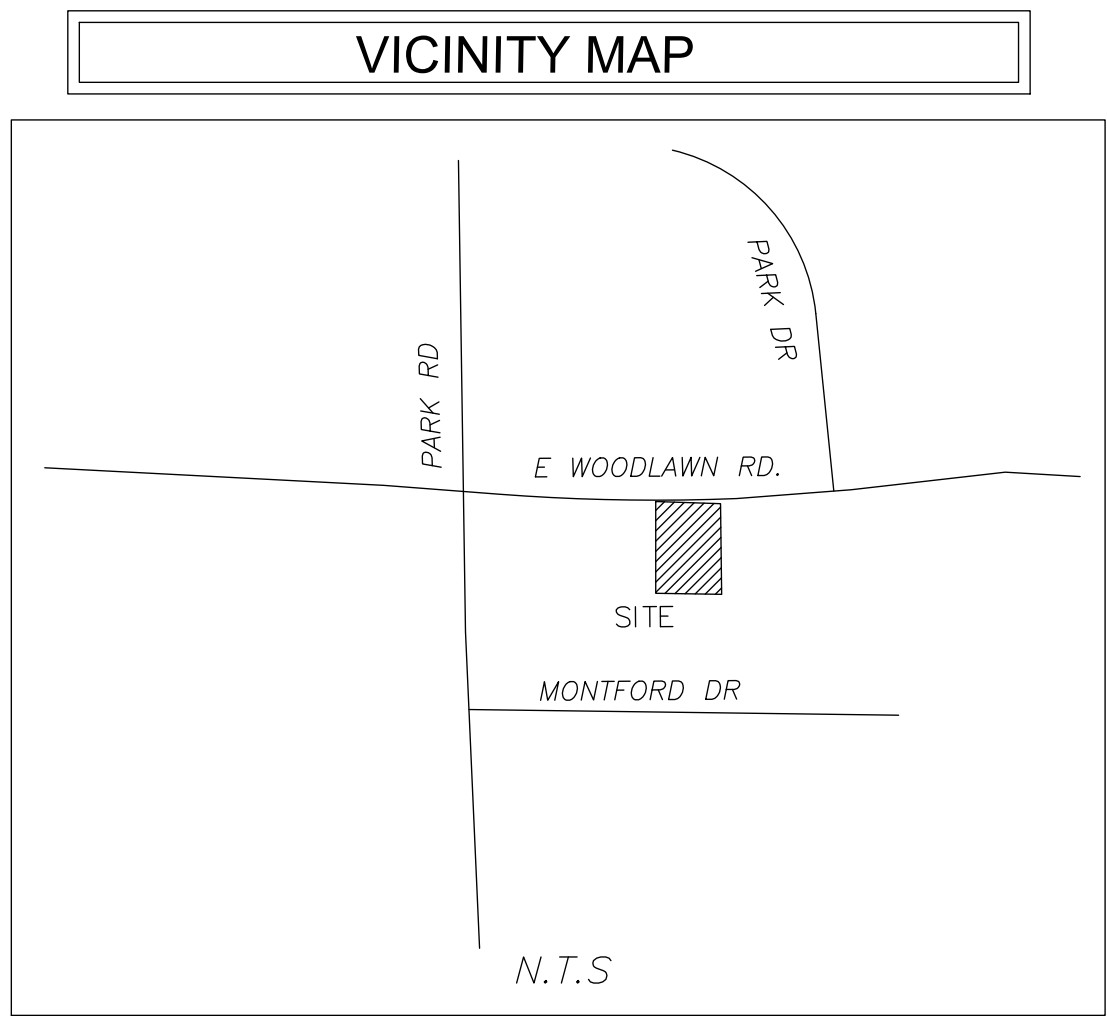 VICINITY MAP
PARK DR
PARK RD
E WOODLAWN RD.
SITE
MONTFORD DR
N.T.S